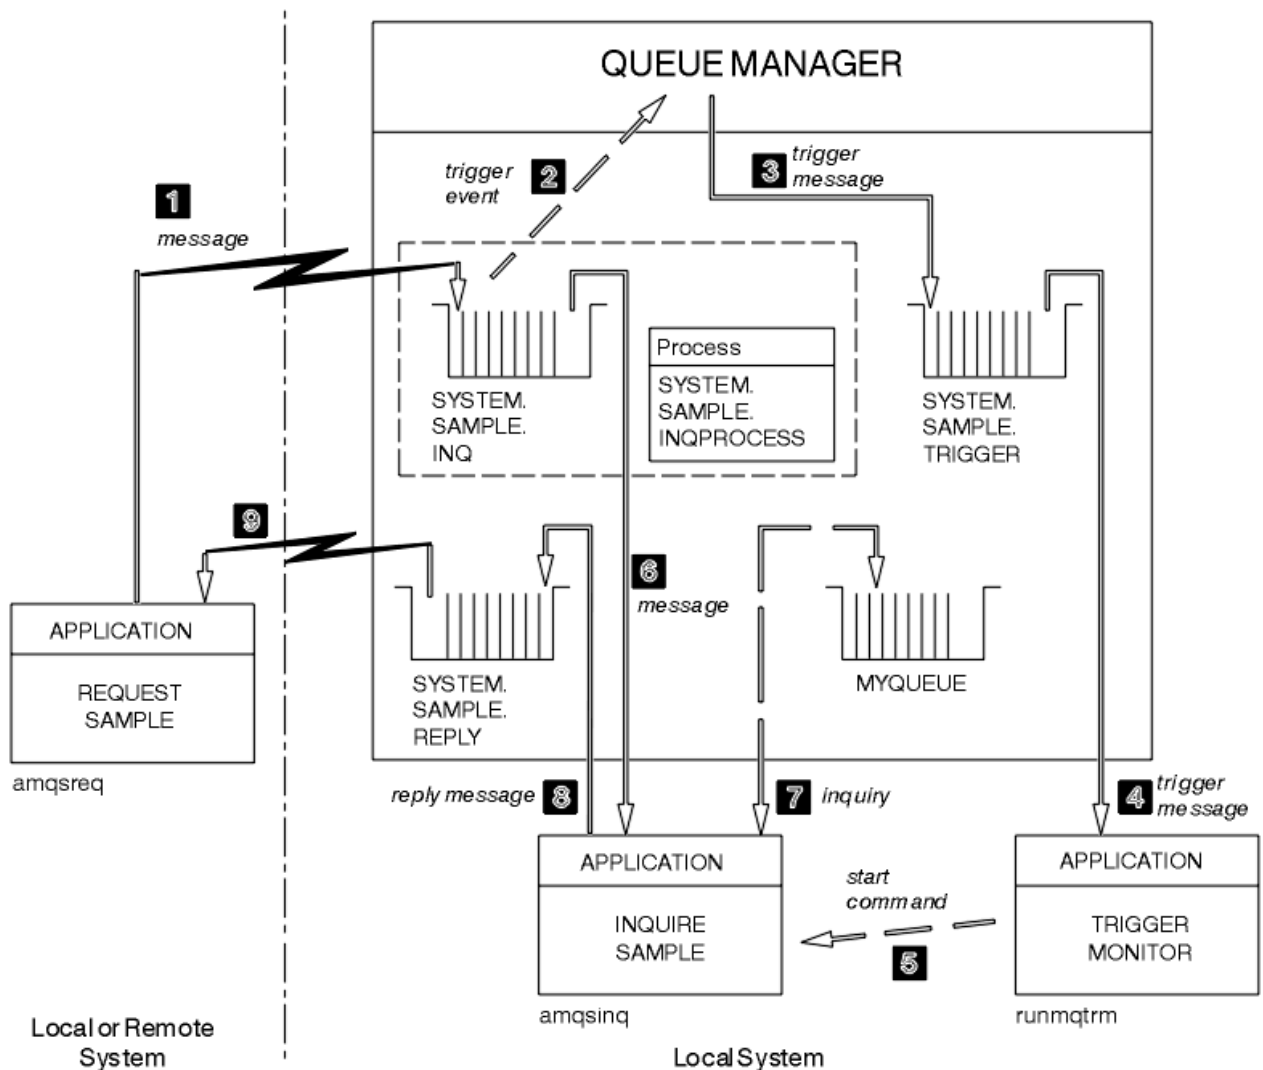 QUEUE MANAGER
1
message
trigger
event
2
3
trigger
message
Process
SYSTEM.
SAMPLE.
INQPROCESS
SYSTEM.
SAMPLE.
INQ
SYSTEM.
SAMPLE.
TRIGGER
9
6
message
APPLICATION
REQUEST
SAMPLE
amqsreq
SYSTEM.
SAMPLE.
REPLY
MYQUEUE
reply message 8
7 inquiry
4
trigger
message
APPLICATION
INQUIRE
SAMPLE
amqsinq
start
command
5
APPLICATION
TRIGGER
MONITOR
runmqtrm
Local or Remote
System
Local System